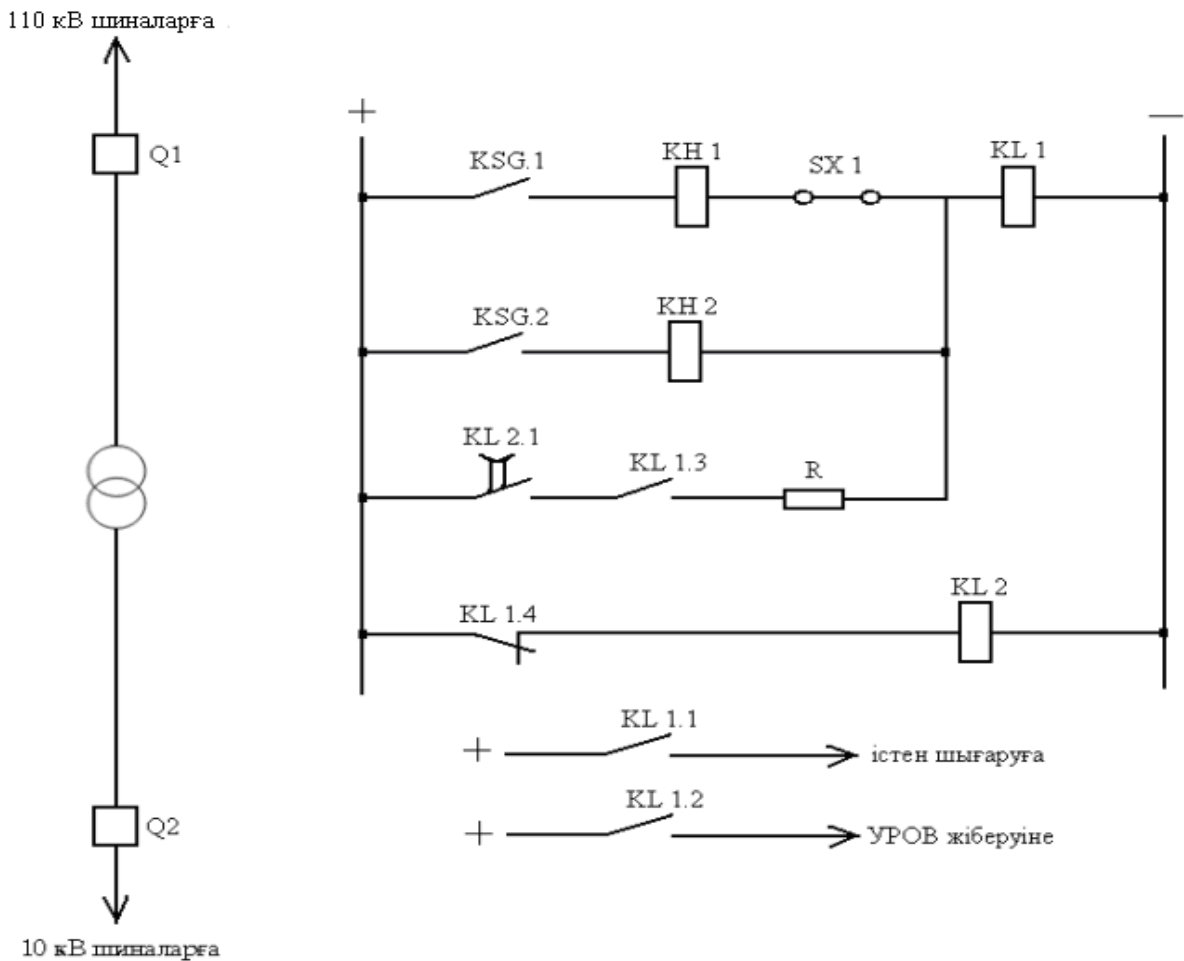 110 кВ шиналарға
Q1
Q2
10 кВ шиналарға
+
—
KSG.1
KH 1
SX 1
KL 1
KSG.2
KH 2
KL 2.1
KL 1.3
R
KL 1.4
KL 2
KL 1.1
+
істен шығаруға
KL 1.2
+
УРОВ жіберуіне